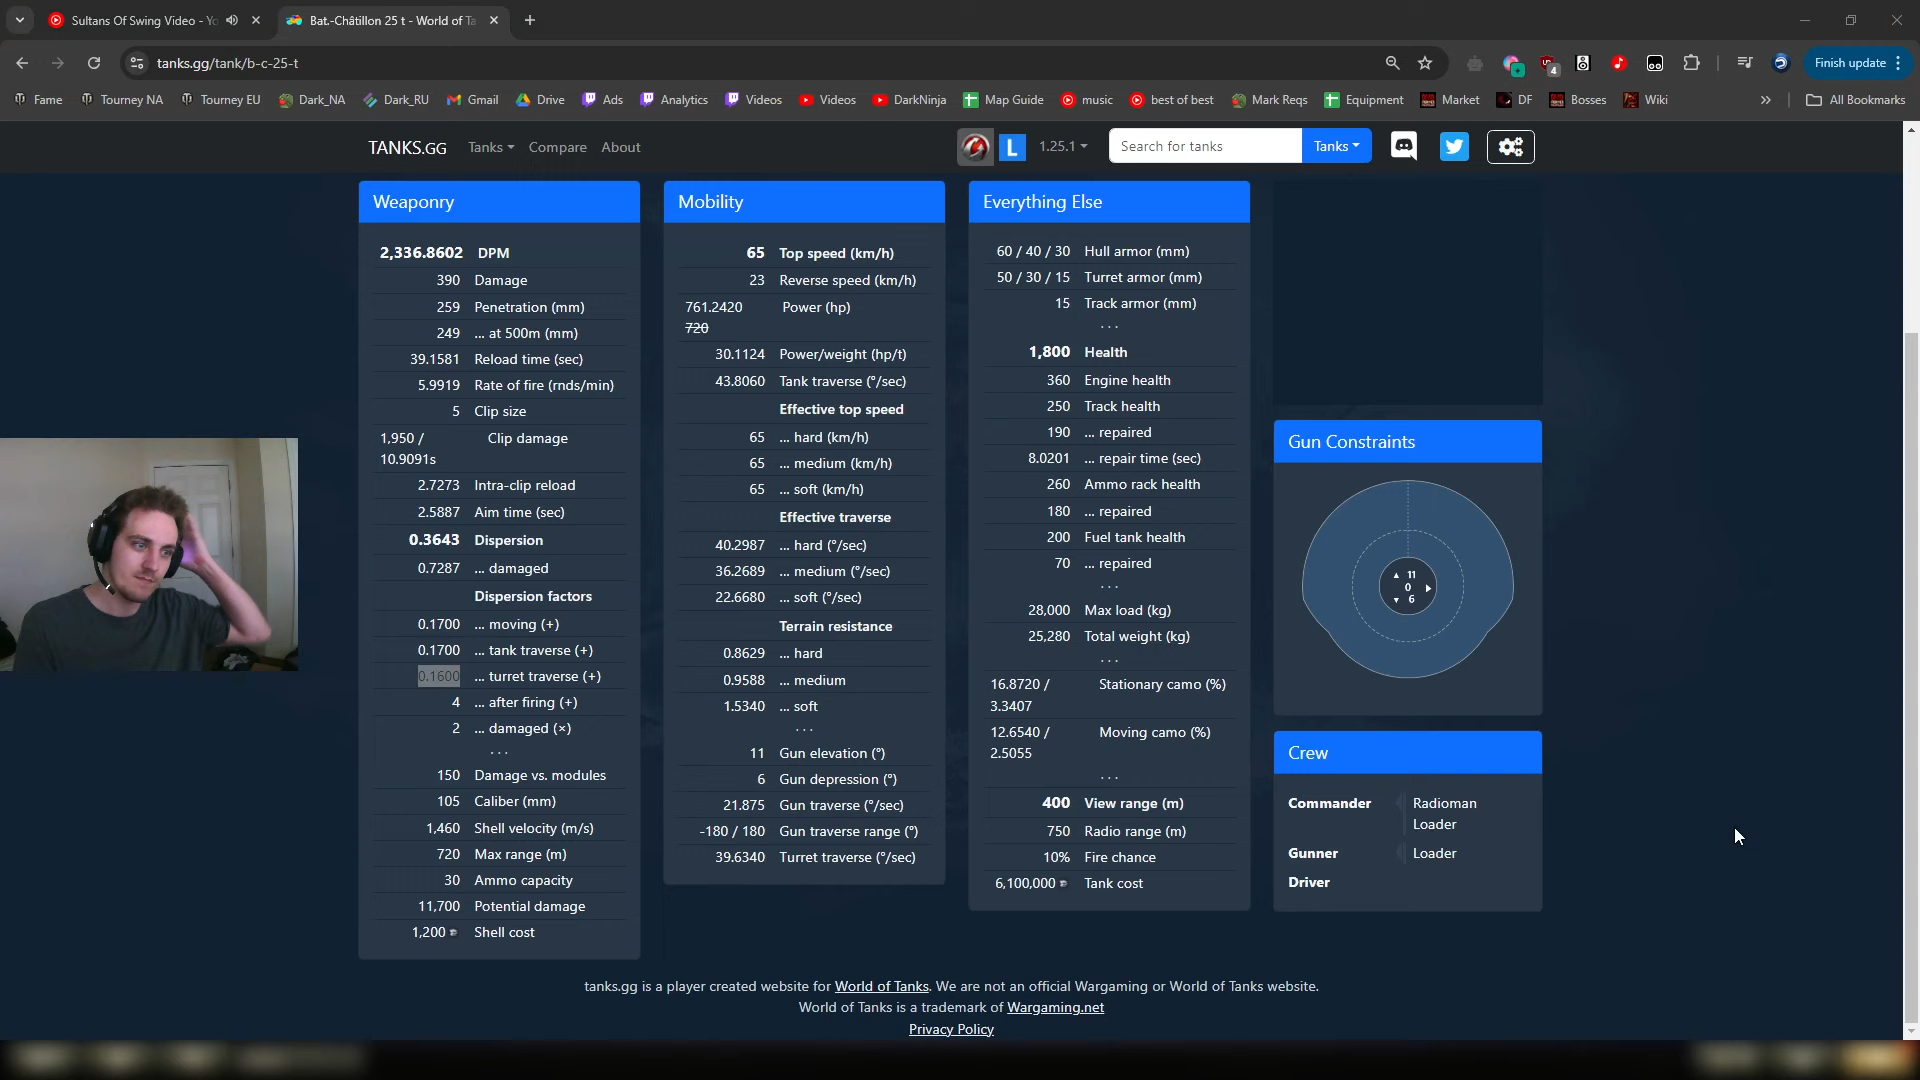 Sultans Of Swing Video - Yo
Bat.-Châtillon 25 t - World of Ta
tanks.gg/tank/b-c-25-t
4
Finish update
Fame
Tourney NA
Tourney EU
Dark_NA
Dark_RU
Gmail
Drive
Ads
Analytics
Videos
Videos
DarkNinja
Map Guide
music
best of best
Mark Reqs
Equipment
Market
DF
Bosses
Wiki
All Bookmarks
TANKS.GG
Tanks
Compare
About
L
1.25.1
Search for tanks
Tanks
Weaponry
2,336.8602 DPM
390 Damage
259 Penetration (mm)
249 ... at 500m (mm)
39.1581 Reload time (sec)
5.9919 Rate of fire (rnds/min)
5 Clip size
1,950 / Clip damage
10.9091s
2.7273 Intra-clip reload
2.5887 Aim time (sec)
0.3643 Dispersion
0.7287 ... damaged
Dispersion factors
0.1700 ... moving (+)
0.1700 ... tank traverse (+)
0.1600 ... turret traverse (+)
4 ... after firing (+)
2 ... damaged (×)
...
150 Damage vs. modules
105 Caliber (mm)
1,460 Shell velocity (m/s)
720 Max range (m)
30 Ammo capacity
11,700 Potential damage
1,200 Shell cost
Mobility
65 Top speed (km/h)
23 Reverse speed (km/h)
761.2420 Power (hp)
720
30.1124 Power/weight (hp/t)
43.8060 Tank traverse (°/sec)
Effective top speed
65 ... hard (km/h)
65 ... medium (km/h)
65 ... soft (km/h)
Effective traverse
40.2987 ... hard (°/sec)
36.2689 ... medium (°/sec)
22.6680 ... soft (°/sec)
Terrain resistance
0.8629 ... hard
0.9588 ... medium
1.5340 ... soft
...
11 Gun elevation (°)
6 Gun depression (°)
21.875 Gun traverse (°/sec)
-180 / 180 Gun traverse range (°)
39.6340 Turret traverse (°/sec)
Everything Else
60 / 40 / 30 Hull armor (mm)
50 / 30 / 15 Turret armor (mm)
15 Track armor (mm)
...
1,800 Health
360 Engine health
250 Track health
190 ... repaired
8.0201 ... repair time (sec)
260 Ammo rack health
180 ... repaired
200 Fuel tank health
70 ... repaired
...
28,000 Max load (kg)
25,280 Total weight (kg)
...
16.8720 / Stationary camo (%)
3.3407
12.6540 / Moving camo (%)
2.5055
...
400 View range (m)
750 Radio range (m)
10% Fire chance
6,100,000 Tank cost
Gun Constraints
11
0
6
Crew
Commander Radioman
Loader
Gunner Loader
Driver
tanks.gg is a player created website for World of Tanks. We are not an official Wargaming or World of Tanks website.
World of Tanks is a trademark of Wargaming.net
Privacy Policy